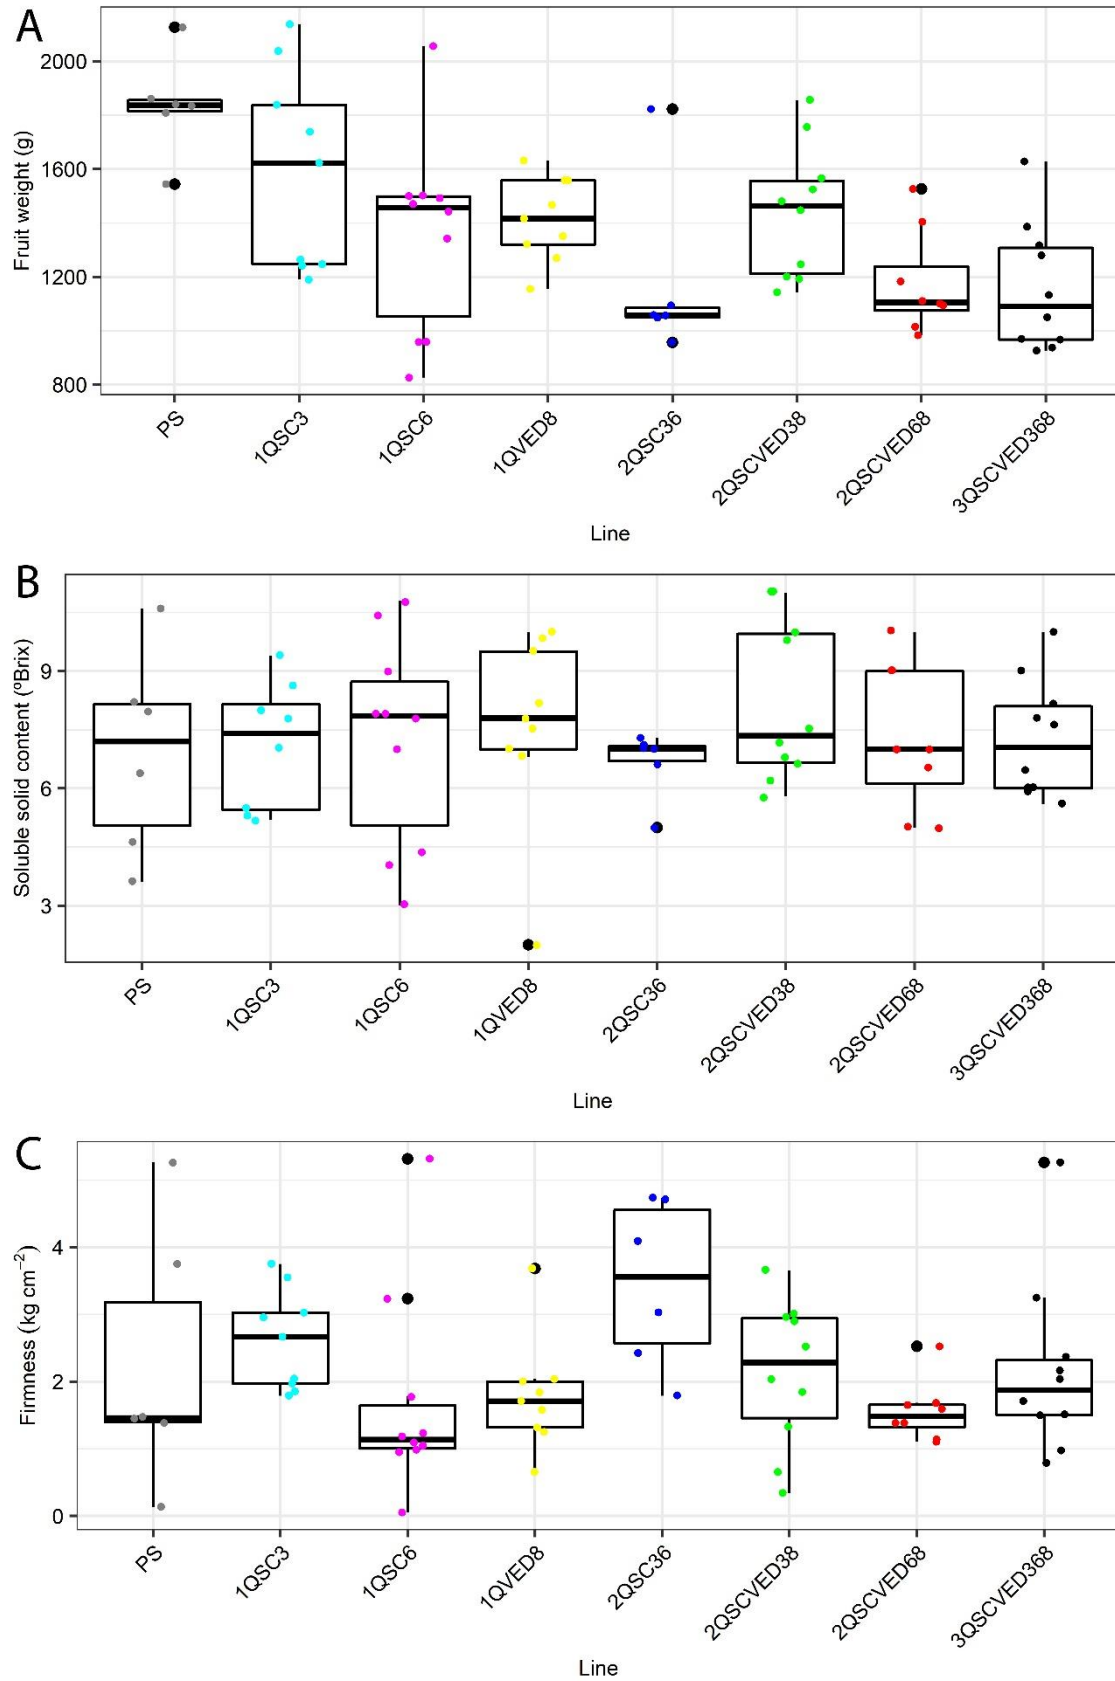 A
Fruit weight (g)
2000
1600
1200
800
PS
1QSC3
1QSC6
1QVED8
2QSC36
2QSCVED38
2QSCVED68
3QSCVED368
Line
B
Soluble solid content (ºBrix)
9
6
3
PS
1QSC3
1QSC6
1QVED8
2QSC36
2QSCVED38
2QSCVED68
3QSCVED368
Line
C
Firmness (kg cm⁻²)
4
2
0
PS
1QSC3
1QSC6
1QVED8
2QSC36
2QSCVED38
2QSCVED68
3QSCVED368
Line